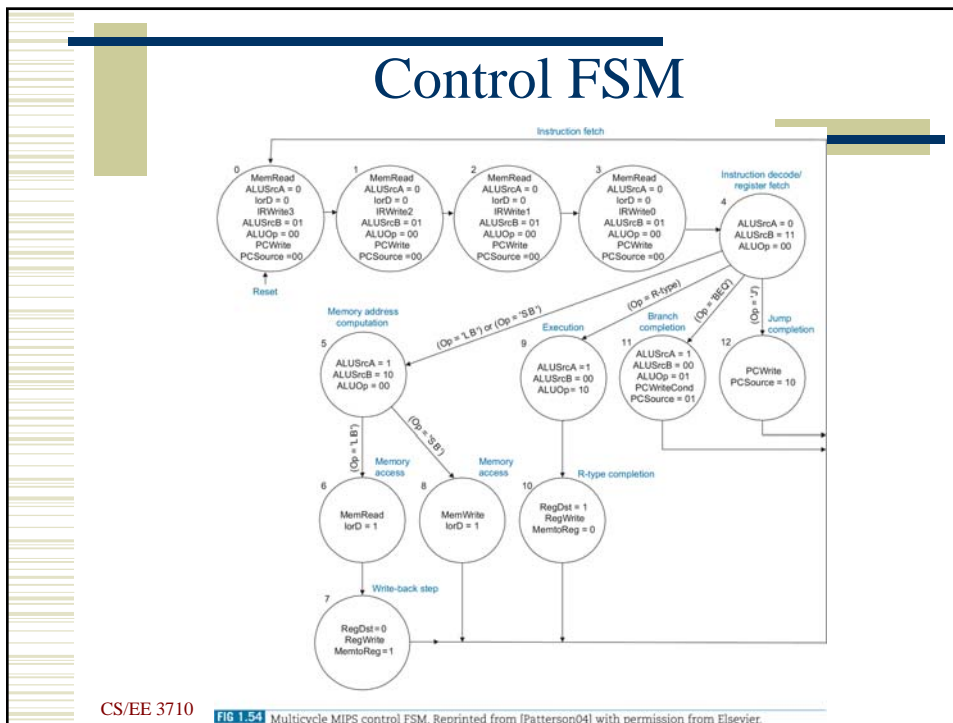 Control FSM
Instruction fetch
0
MemRead
ALUSrcA = 0
IorD = 0
IRWrite3
ALUSrcB = 01
ALUOp = 00
PCWrite
PCSource =00
Reset
1
MemRead
ALUSrcA = 0
IorD = 0
IRWrite2
ALUSrcB = 01
ALUOp = 00
PCWrite
PCSource =00
2
MemRead
ALUSrcA = 0
IorD = 0
IRWrite1
ALUSrcB = 01
ALUOp = 00
PCWrite
PCSource =00
3
MemRead
ALUSrcA = 0
IorD = 0
IRWrite0
ALUSrcB = 01
ALUOp = 00
PCWrite
PCSource =00
Instruction decode/
register fetch
4
ALUSrcA = 0
ALUSrcB = 11
ALUOp = 00
(Op = 'LB') or (Op = 'SB')
(Op = R-type)
(Op = 'BEQ')
(Op = 'J')
Memory address
computation
5
ALUSrcA = 1
ALUSrcB = 10
ALUOp = 00
Execution
9
ALUSrcA =1
ALUSrcB = 00
ALUOp= 10
Branch
completion
11
ALUSrcA = 1
ALUSrcB = 00
ALUOp = 01
PCWriteCond
PCSource = 01
Jump
completion
12
PCWrite
PCSource = 10
(Op = 'LB')
(Op = 'SB')
Memory
access
6
MemRead
IorD = 1
Memory
access
8
MemWrite
IorD = 1
R-type completion
10
RegDst = 1
RegWrite
MemtoReg = 0
Write-back step
7
RegDst=0
RegWrite
MemtoReg=1
CS/EE 3710
FIG 1.54 Multicycle MIPS control FSM. Reprinted from [Patterson04] with permission from Elsevier.